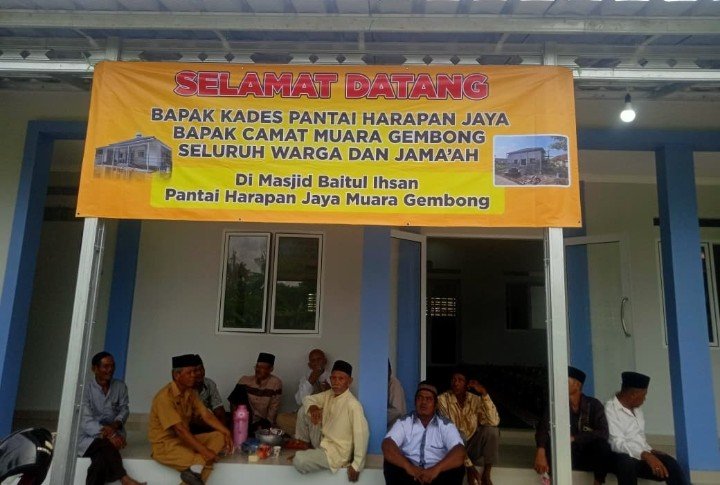 SELAMAT DATANG
BAPAK KADES PANTAI HARAPAN JAYA
BAPAK CAMAT MUARA GEMBONG
SELURUH WARGA DAN JAMA'AH
Di Masjid Baitul Ihsan
Pantai Harapan Jaya Muara Gembong